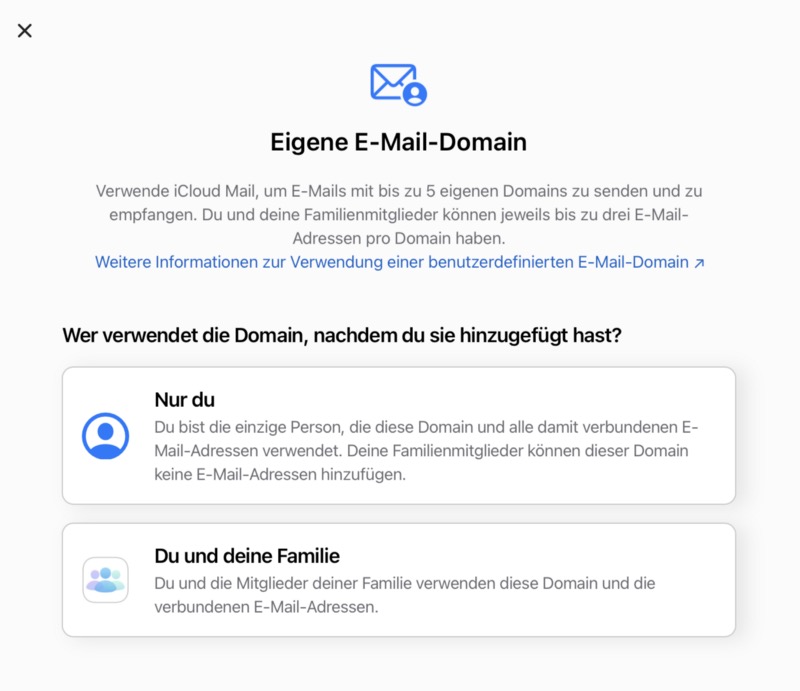 Eigene E-Mail-Domain
Verwende iCloud Mail, um E-Mails mit bis zu 5 eigenen Domains zu senden und zu
empfangen. Du und deine Familienmitglieder können jeweils bis zu drei E-Mail-
Adressen pro Domain haben.
Weitere Informationen zur Verwendung einer benutzerdefinierten E-Mail-Domain ↗
Wer verwendet die Domain, nachdem du sie hinzugefügt hast?
Nur du
Du bist die einzige Person, die diese Domain und alle damit verbundenen E-
Mail-Adressen verwendet. Deine Familienmitglieder können dieser Domain
keine E-Mail-Adressen hinzufügen.
Du und deine Familie
Du und die Mitglieder deiner Familie verwenden diese Domain und die
verbundenen E-Mail-Adressen.